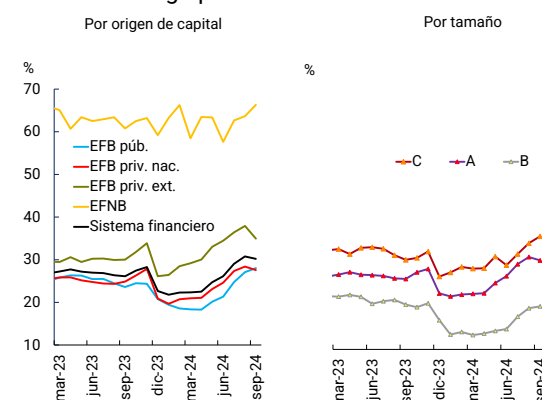 Por origen de capital
%
70
60
50
40
30
20
10
EFB púb.
EFB priv. nac.
EFB priv. ext.
EFNB
Sistema financiero
mar-23
jun-23
sep-23
dic-23
mar-24
jun-24
sep-24
Por tamaño
%
C
A
B
mar-23
jun-23
sep-23
dic-23
mar-24
jun-24
sep-24